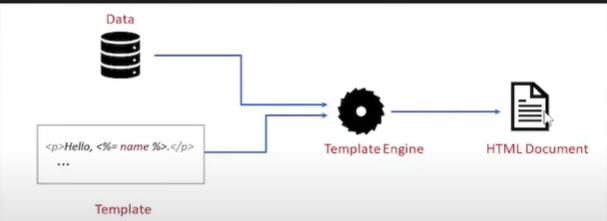 Data
<p>Hello, <%= name %>.</p>
...
Template Engine
HTML Document
Template